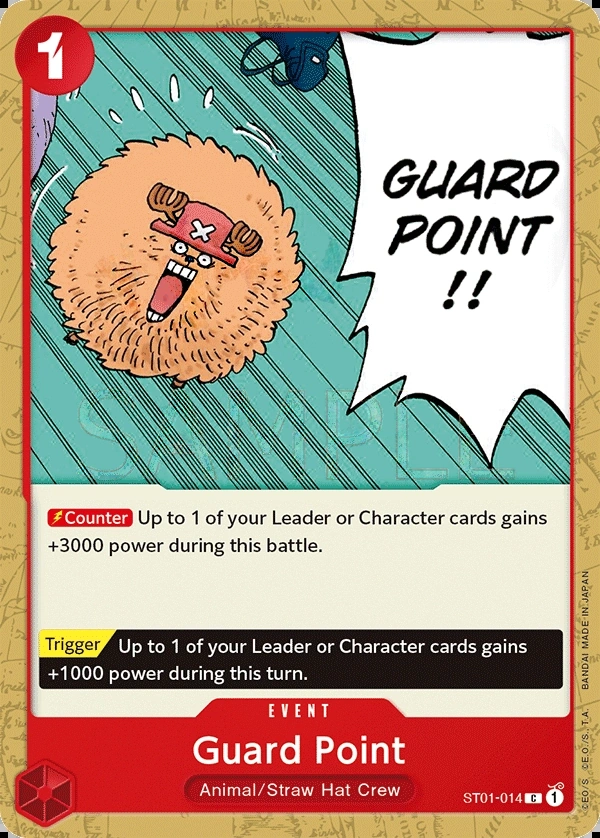 1
GUARD
POINT
!!
SAMPLE
Counter Up to 1 of your Leader or Character cards gains
+3000 power during this battle.
Trigger Up to 1 of your Leader or Character cards gains
+1000 power during this turn.
EVENT
Guard Point
Animal/Straw Hat Crew
ST01-014 C 1
©E.O./S., T.A. BANDAI MADE IN JAPAN